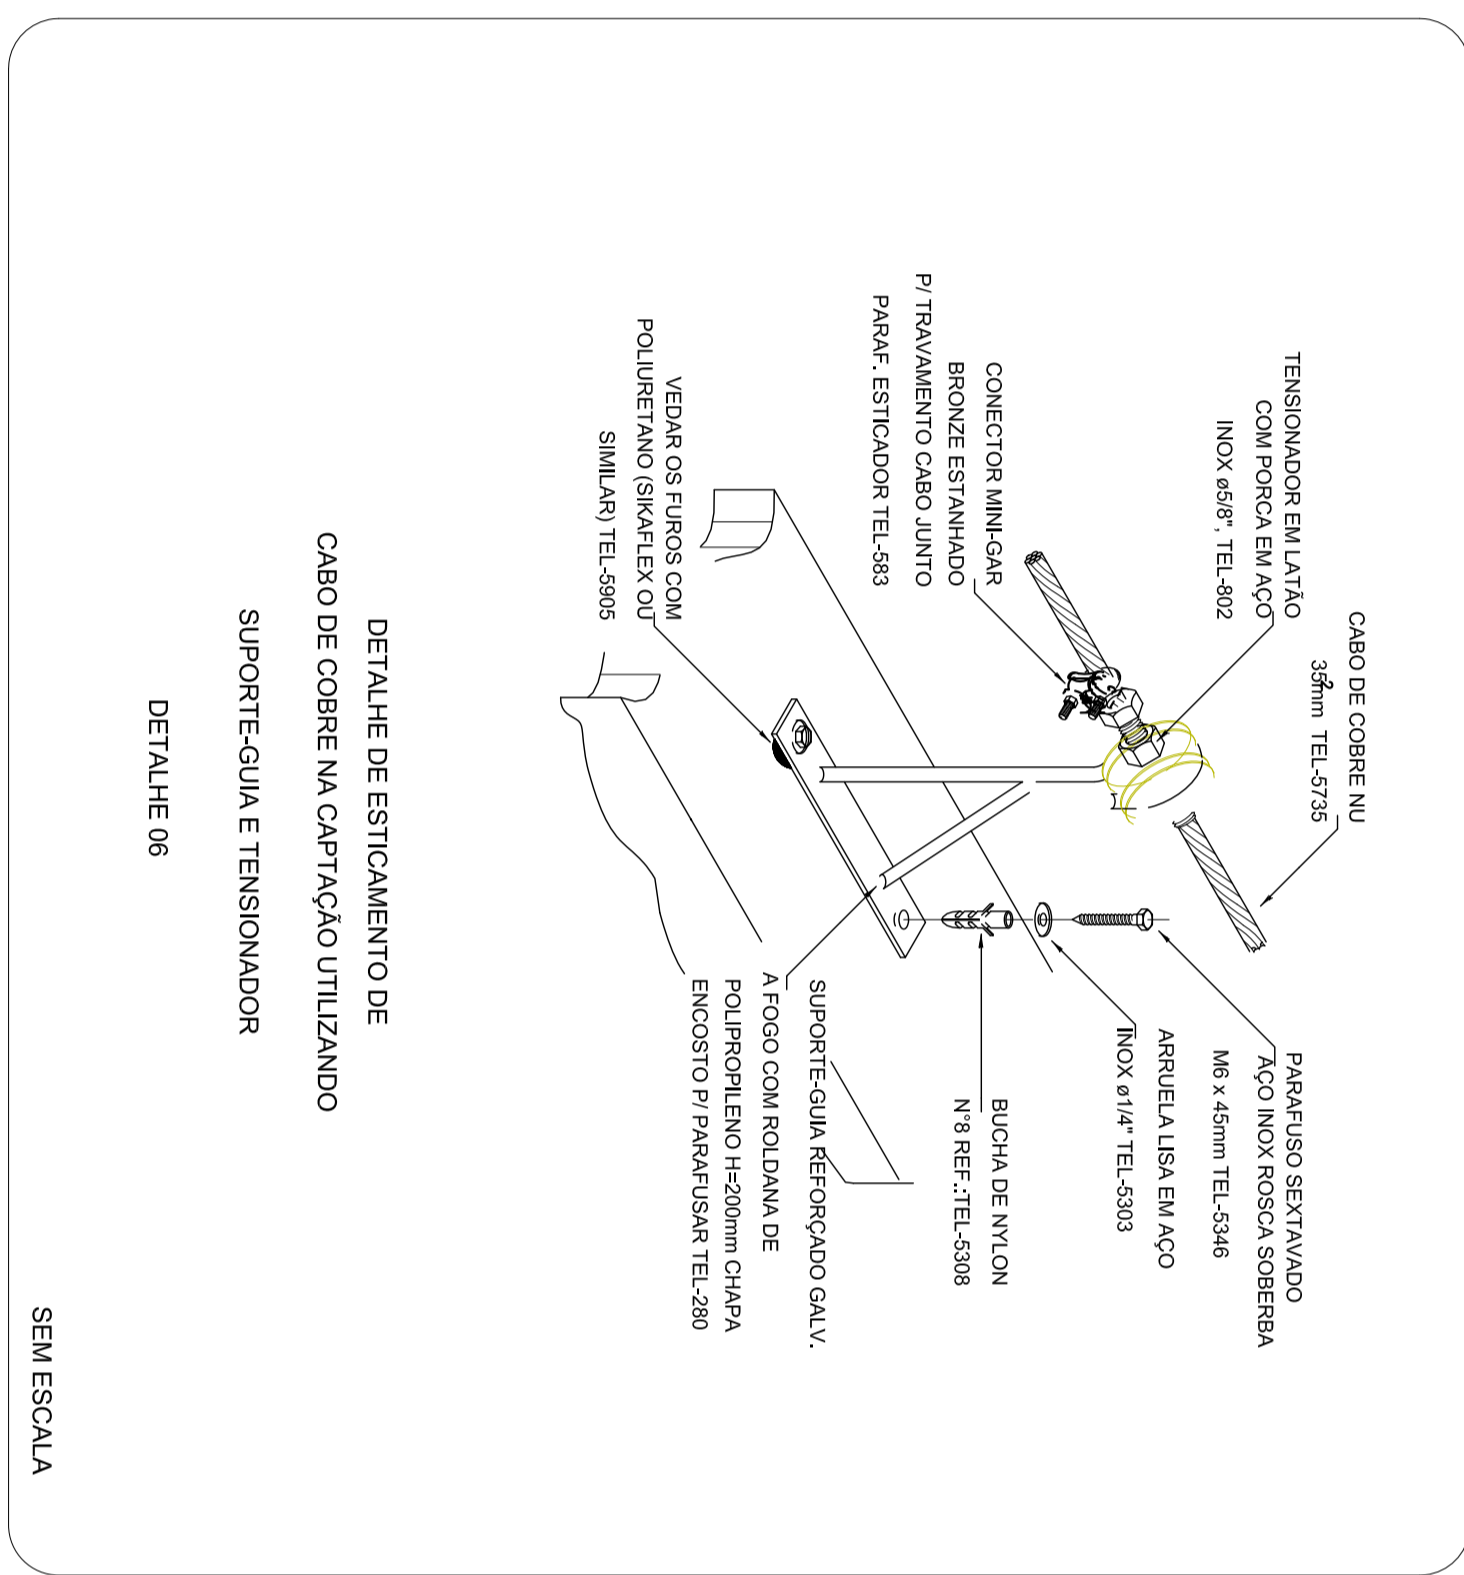 CABO DE COBRE NU
35mm² TEL-5735
TENSIONADOR EM LATÃO
COM PORCA EM AÇO
INOX ø5/8", TEL-802
CONECTOR MINI-GAR
BRONZE ESTANHADO
P/ TRAVAMENTO CABO JUNTO
PARAF. ESTICADOR TEL-583
VEDAR OS FUROS COM
POLIURETANO (SIKAFLEX OU
SIMILAR) TEL-5905
PARAFUSO SEXTAVADO
AÇO INOX ROSCA SOBERBA
M6 x 45mm TEL-5346
ARRUELA LISA EM AÇO
INOX ø1/4" TEL-5303
BUCHA DE NYLON
N°8 REF.:TEL-5308
SUPORTE-GUIA REFORÇADO GALV.
A FOGO COM ROLDANA DE
POLIPROPILENO H=200mm CHAPA
ENCOSTO P/ PARAFUSAR TEL-280
DETALHE DE ESTICAMENTO DE
CABO DE COBRE NA CAPTAÇÃO UTILIZANDO
SUPORTE-GUIA E TENSIONADOR
DETALHE 06
SEM ESCALA